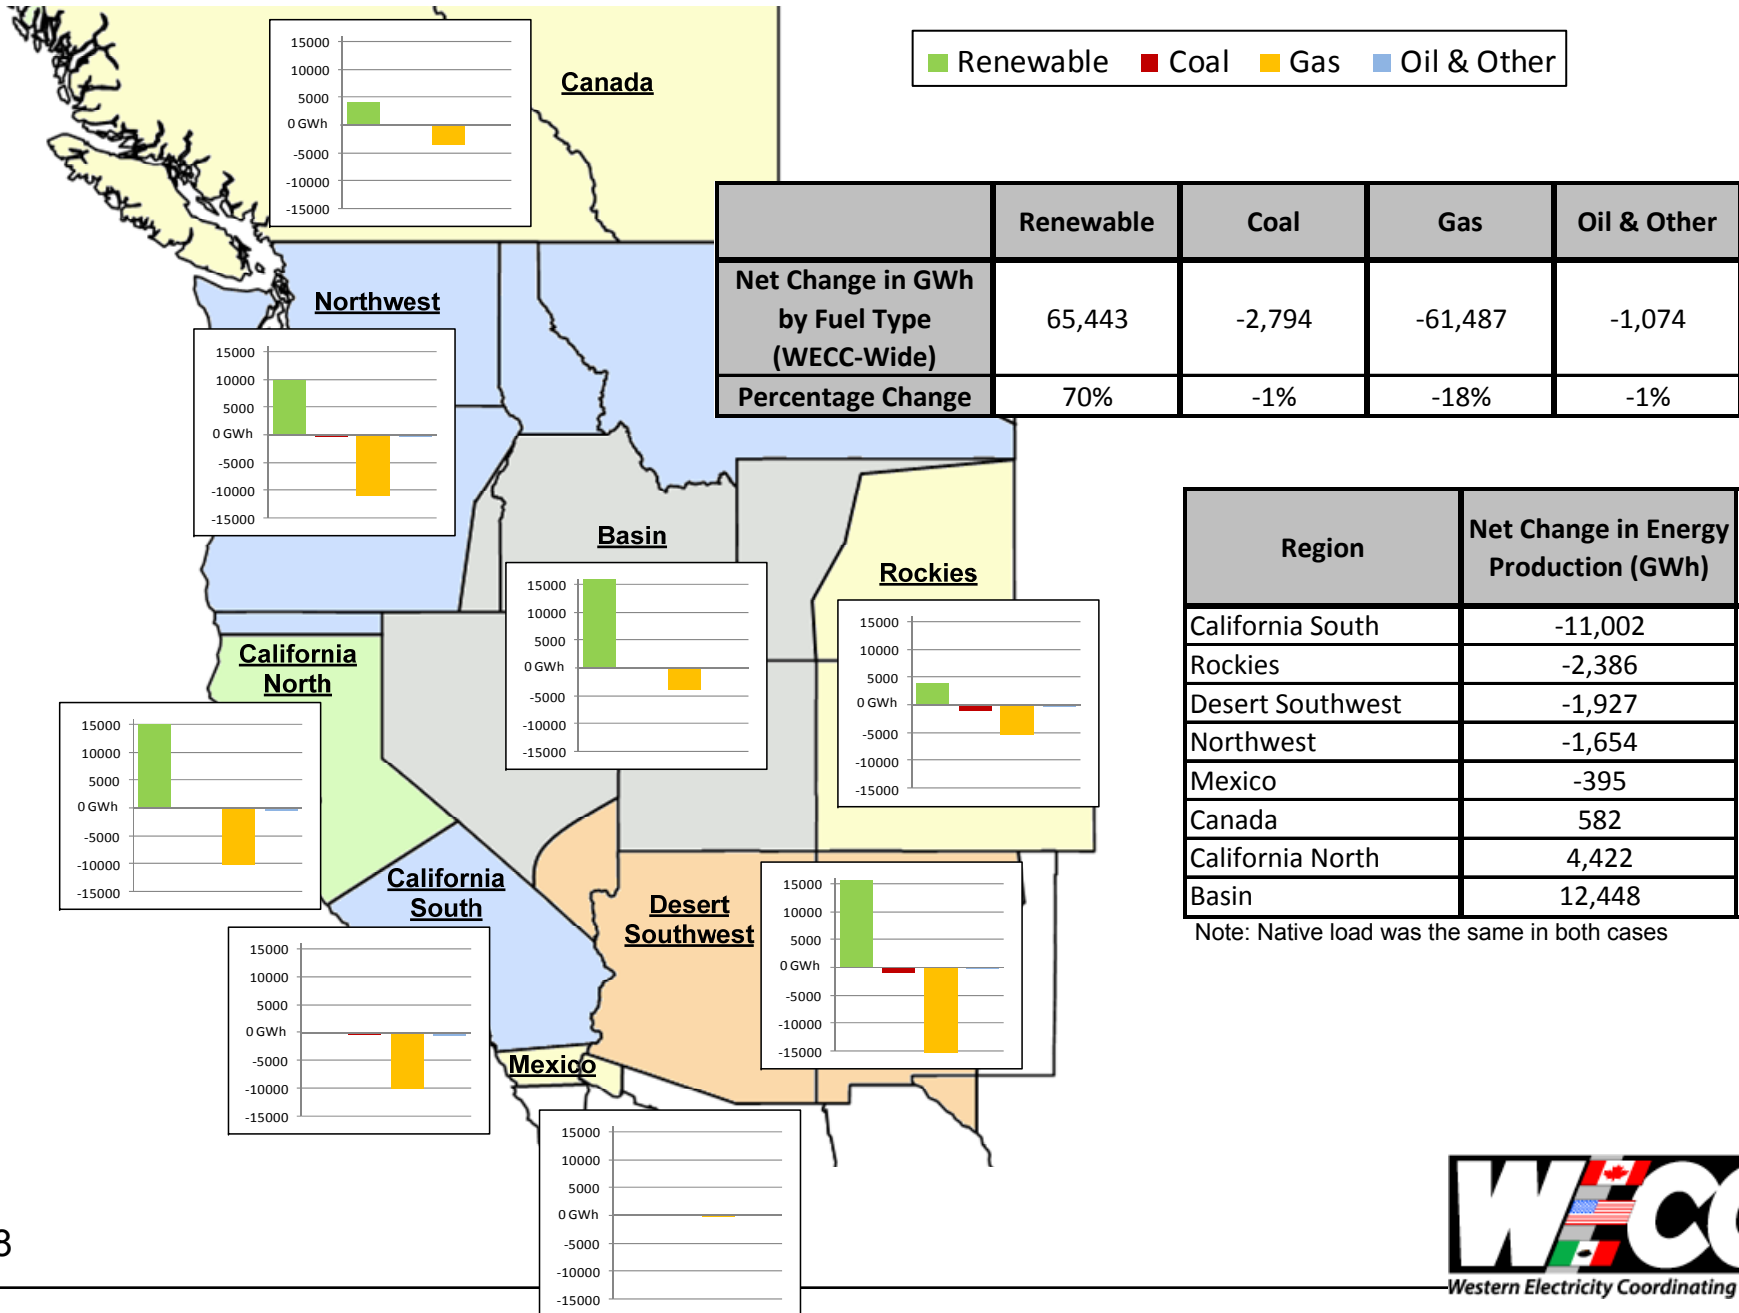 Renewable Coal Gas Oil & Other
Canada
15000
10000
5000
0 GWh
-5000
-10000
-15000
Renewable Coal Gas Oil & Other
Net Change in GWh
by Fuel Type
(WECC-Wide)
65,443 -2,794 -61,487 -1,074
Percentage Change 70% -1% -18% -1%
Northwest
15000
10000
5000
0 GWh
-5000
-10000
-15000
Basin
15000
10000
5000
0 GWh
-5000
-10000
-15000
Rockies
15000
10000
5000
0 GWh
-5000
-10000
-15000
Region
Net Change in Energy
Production (GWh)
California South -11,002
Rockies -2,386
Desert Southwest -1,927
Northwest -1,654
Mexico -395
Canada 582
California North 4,422
Basin 12,448
Note: Native load was the same in both cases
California
North
15000
10000
5000
0 GWh
-5000
-10000
-15000
California
South
15000
10000
5000
0 GWh
-5000
-10000
-15000
Desert
Southwest
15000
10000
5000
0 GWh
-5000
-10000
-15000
Mexico
15000
10000
5000
0 GWh
-5000
-10000
-15000
3
WECC
Western Electricity Coordinating